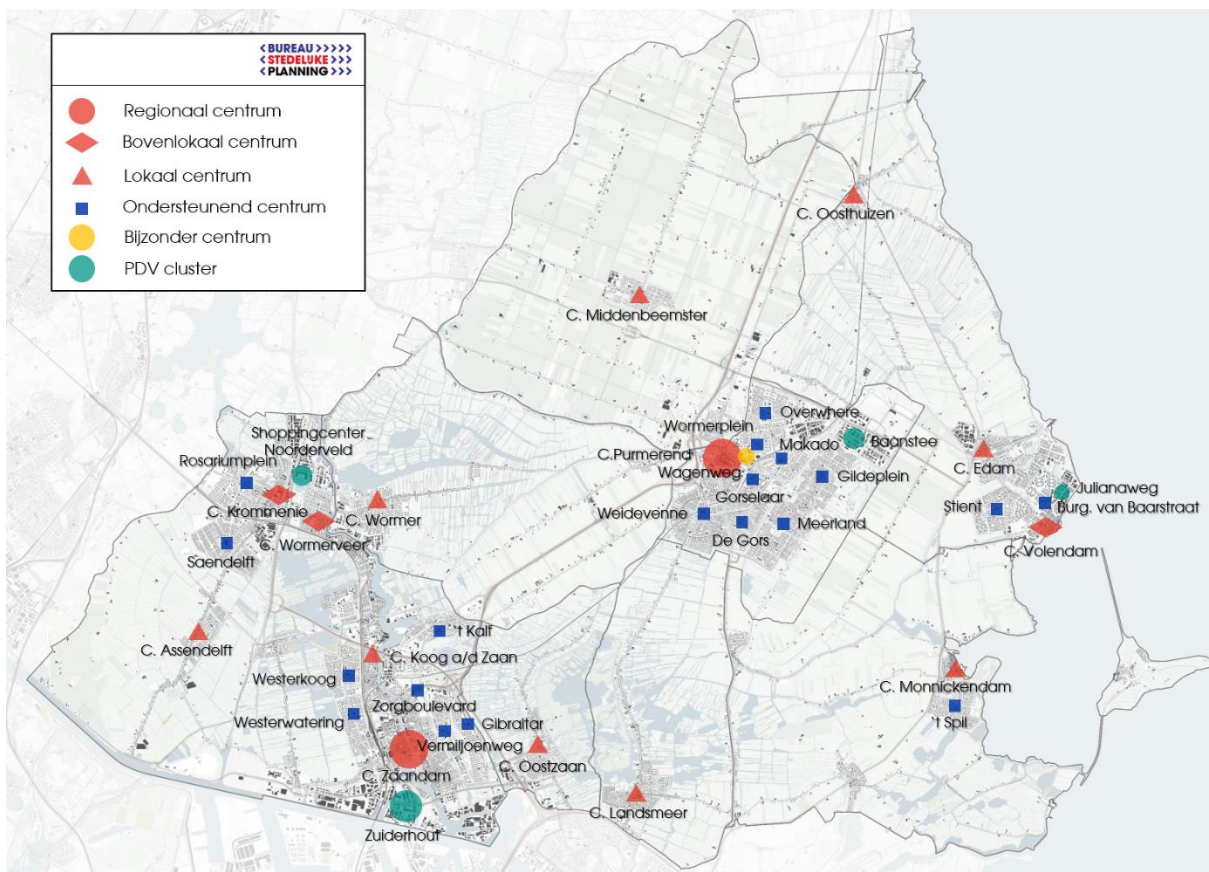 <BUREAU>>>>>
<STEDELIJKE
<PLANNING>>>
Regionaal centrum
Bovenlokaal centrum
Lokaal centrum
Ondersteunend centrum
Bijzonder centrum
PDV cluster
C. Oosthuizen
C. Middenbeemster
Overwhere
Wormerplein
Makado
Baanstee
C.Purmerend
Wagenweg
Gildeplein
Gorselaar
Weidevenne
De Gors
Meerland
C. Edam
Julianaweg
Stient
Burg. van Baarstraat
C. Volendam
Shoppingcenter
Noorderveld
Rosariumplein
C. Krommenie
C. Wormer
C. Wormerveer
Saendelft
C. Assendelft
't Kalf
C. Koog a/d Zaan
Westerkoog
Zorgboulevard
Westerwatering
Gibraltar
Vermiljoenweg
C. Zaandam
C. Oostzaan
Zuiderhout
C. Landsmeer
C. Monnickendam
't Spil